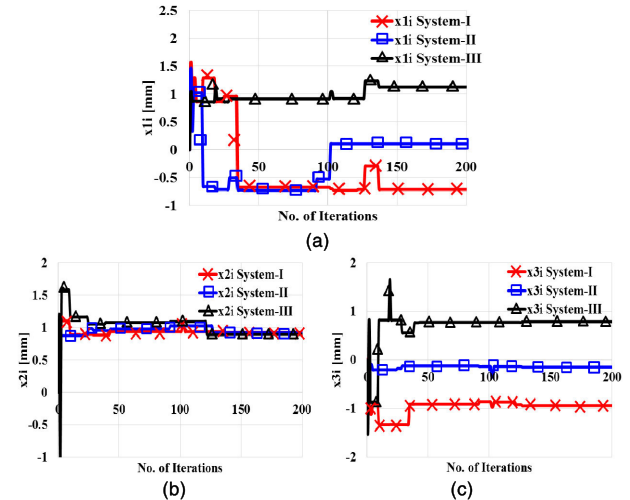 (a)
2.5
2
1.5
1
0.5
0
-0.5
-1
x1i [mm]
x1i System-I
x1i System-II
x1i System-III
0
50
100
150
200
No. of Iterations
(a)
2
1.5
1
0.5
0
-0.5
-1
x2i [mm]
x2i System-I
x2i System-II
x2i System-III
0
50
100
150
200
No. of Iterations
(b)
2
1
0
-1
-2
x3i [mm]
x3i System-I
x3i System-II
x3i System-III
0
50
100
150
200
No. of Iterations
(c)